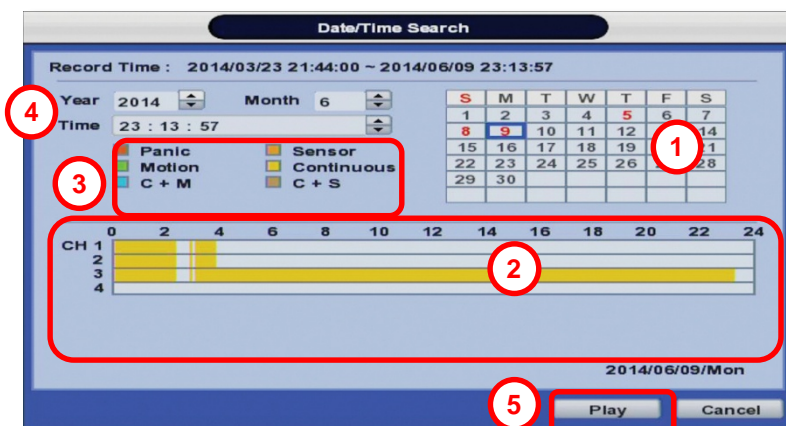 Date/Time Search
Record Time : 2014/03/23 21:44:00 ~ 2014/06/09 23:13:57
Year 2014 Month 6
Time 23 : 13 : 57
4
S M T W T F S
1 2 3 4 5 6 7
8 9 10 11 12 14
15 16 17 18 19 21
22 23 24 25 26 28
29 30
1
Panic Sensor
Motion Continuous
C + M C + S
3
0 2 4 6 8 10 12 14 16 18 20 22 24
CH 1
2
3
4
2
2014/06/09/Mon
5
Play Cancel